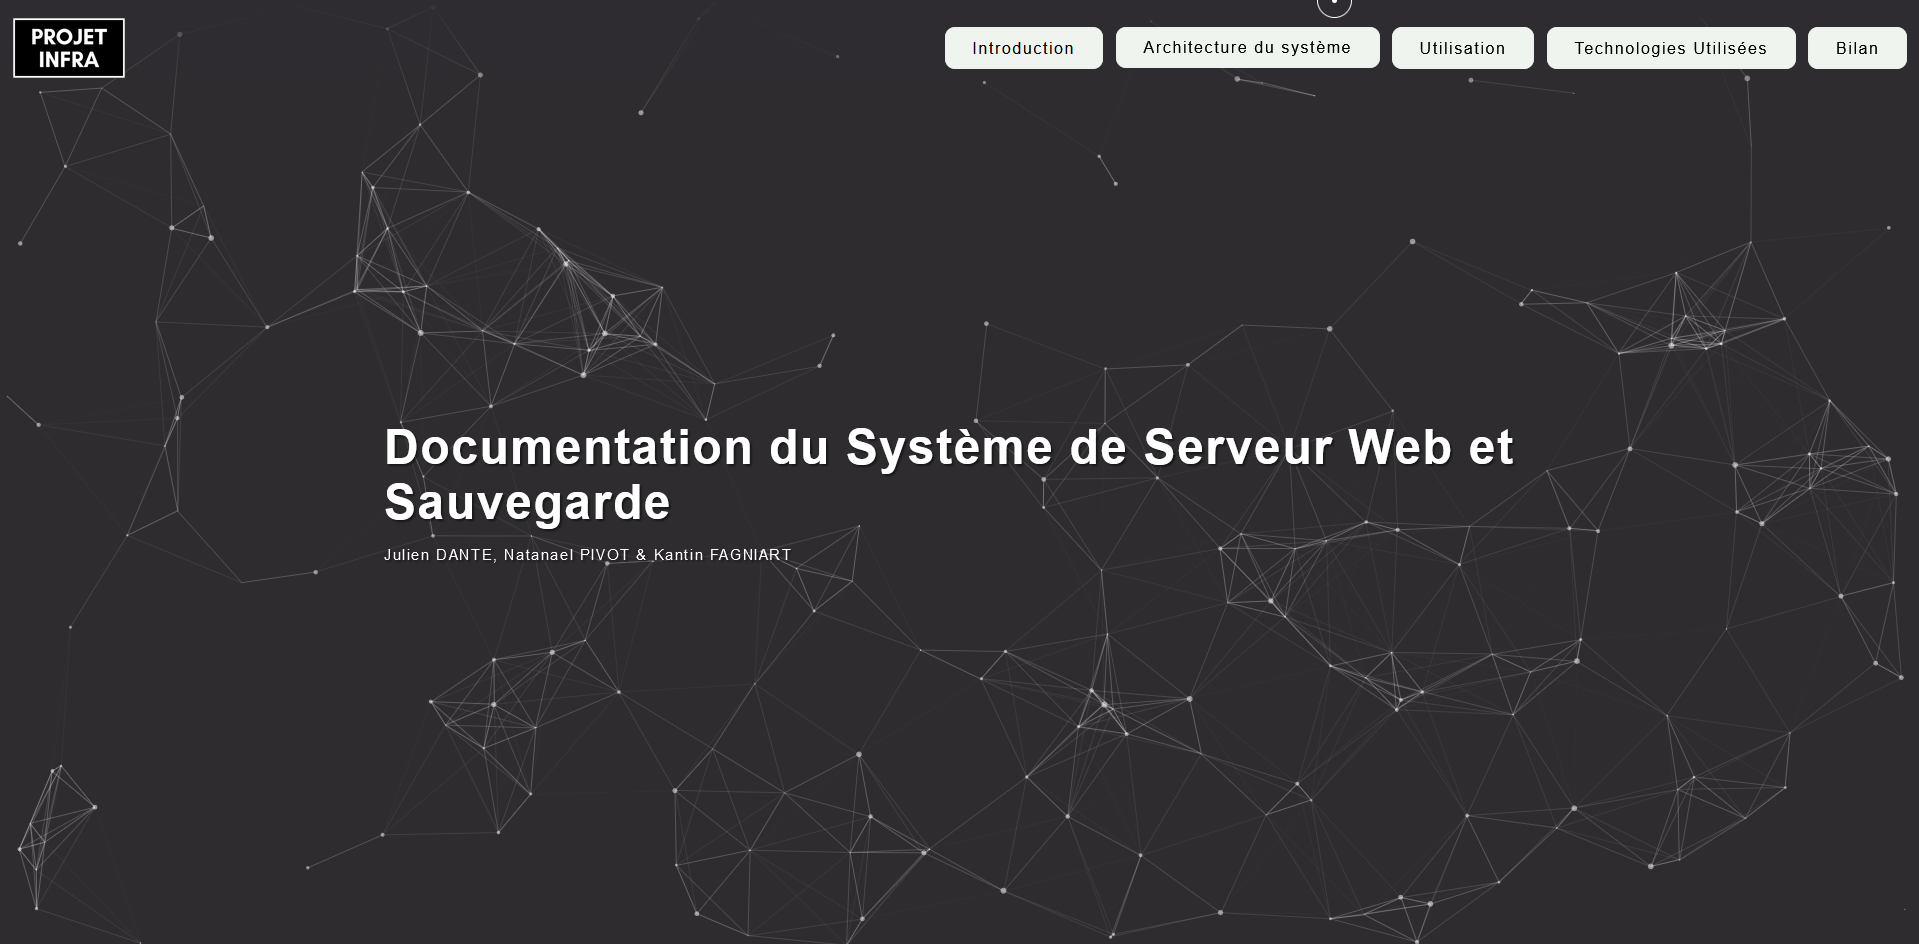 PROJET
INFRA
Introduction
Architecture du système
Utilisation
Technologies Utilisées
Bilan
Documentation du Système de Serveur Web et
Sauvegarde
Julien DANTE, Natanael PIVOT & Kantin FAGNIART